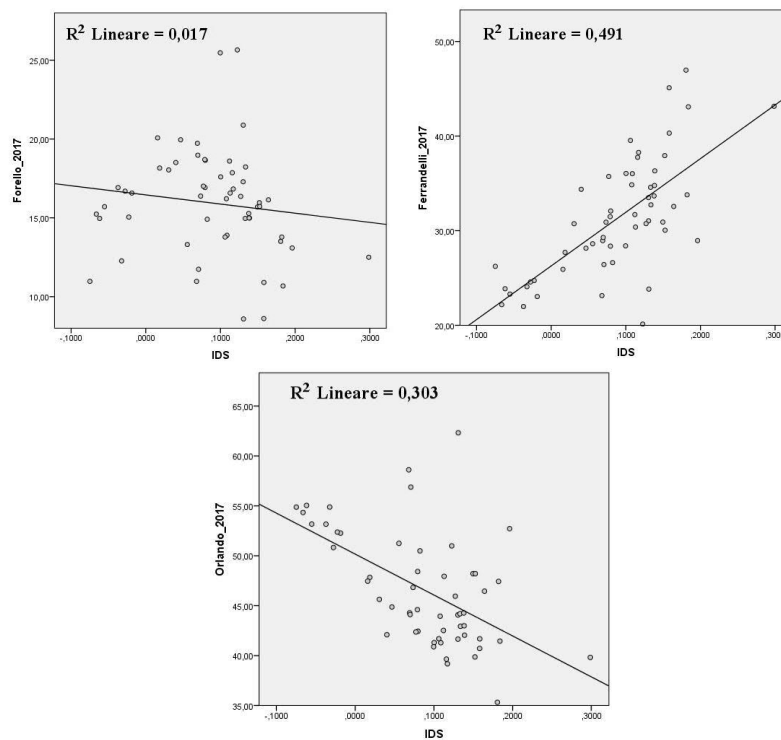 R² Lineare = 0,017
Forello_2017
25,00
20,00
15,00
10,00
-,1000 ,0000 ,1000 ,2000 ,3000
IDS
R² Lineare = 0,491
Ferrandelli_2017
50,00
40,00
30,00
20,00
-,1000 ,0000 ,1000 ,2000 ,300
IDS
R² Lineare = 0,303
Orlando_2017
65,00
60,00
55,00
50,00
45,00
40,00
35,00
-,1000 ,0000 ,1000 ,2000 ,3000
IDS